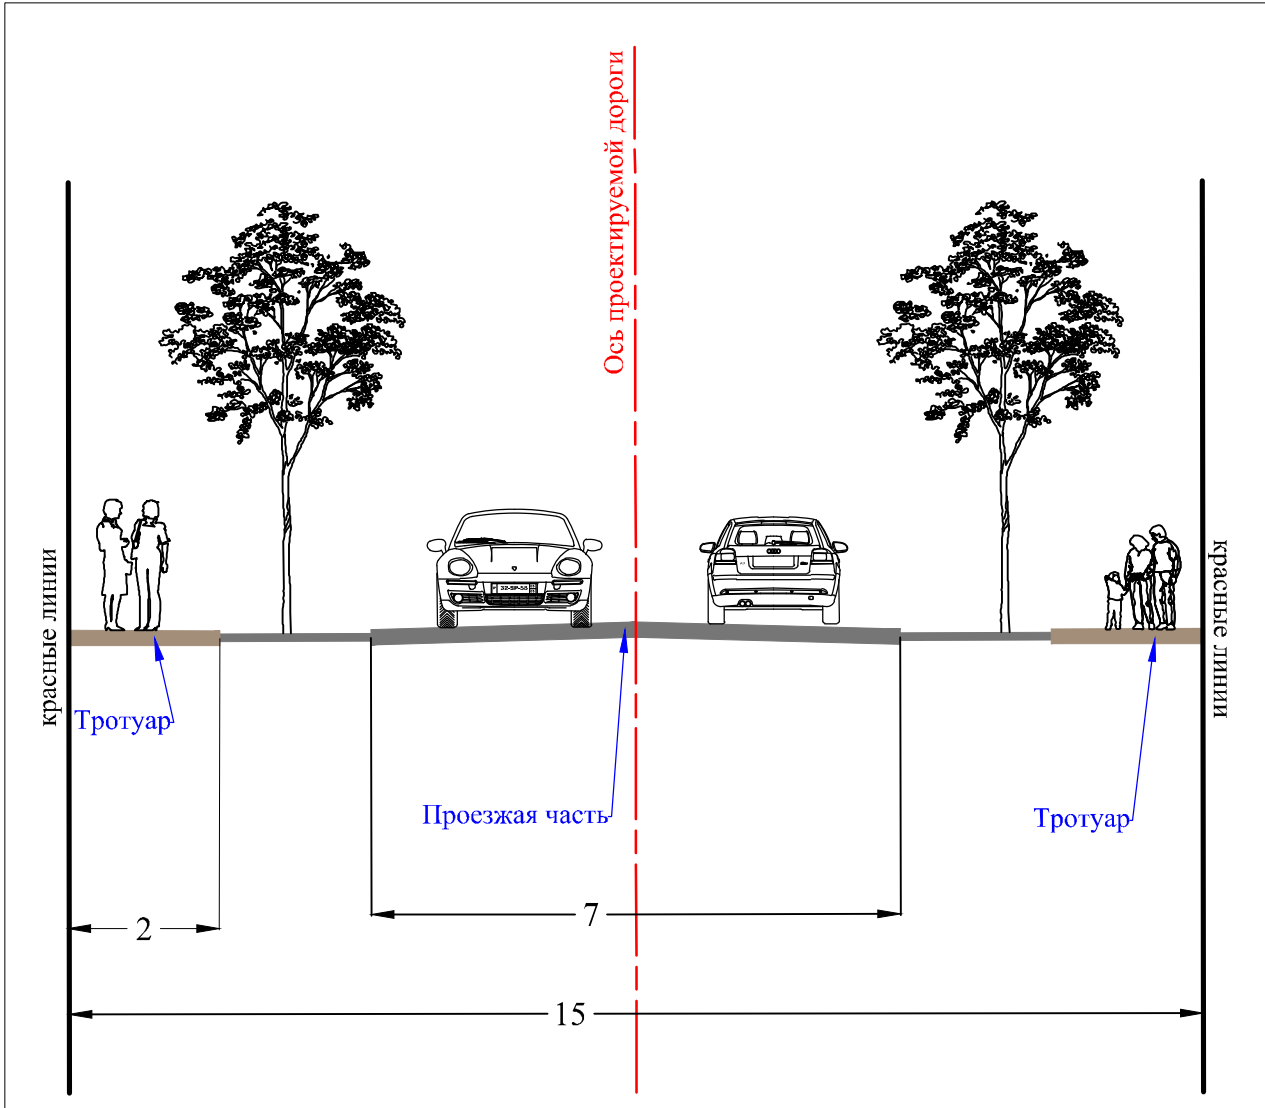 Ось проектируемой дороги
красные линии
красные линии
Тротуар
Проезжая часть
Тротуар
2
7
15